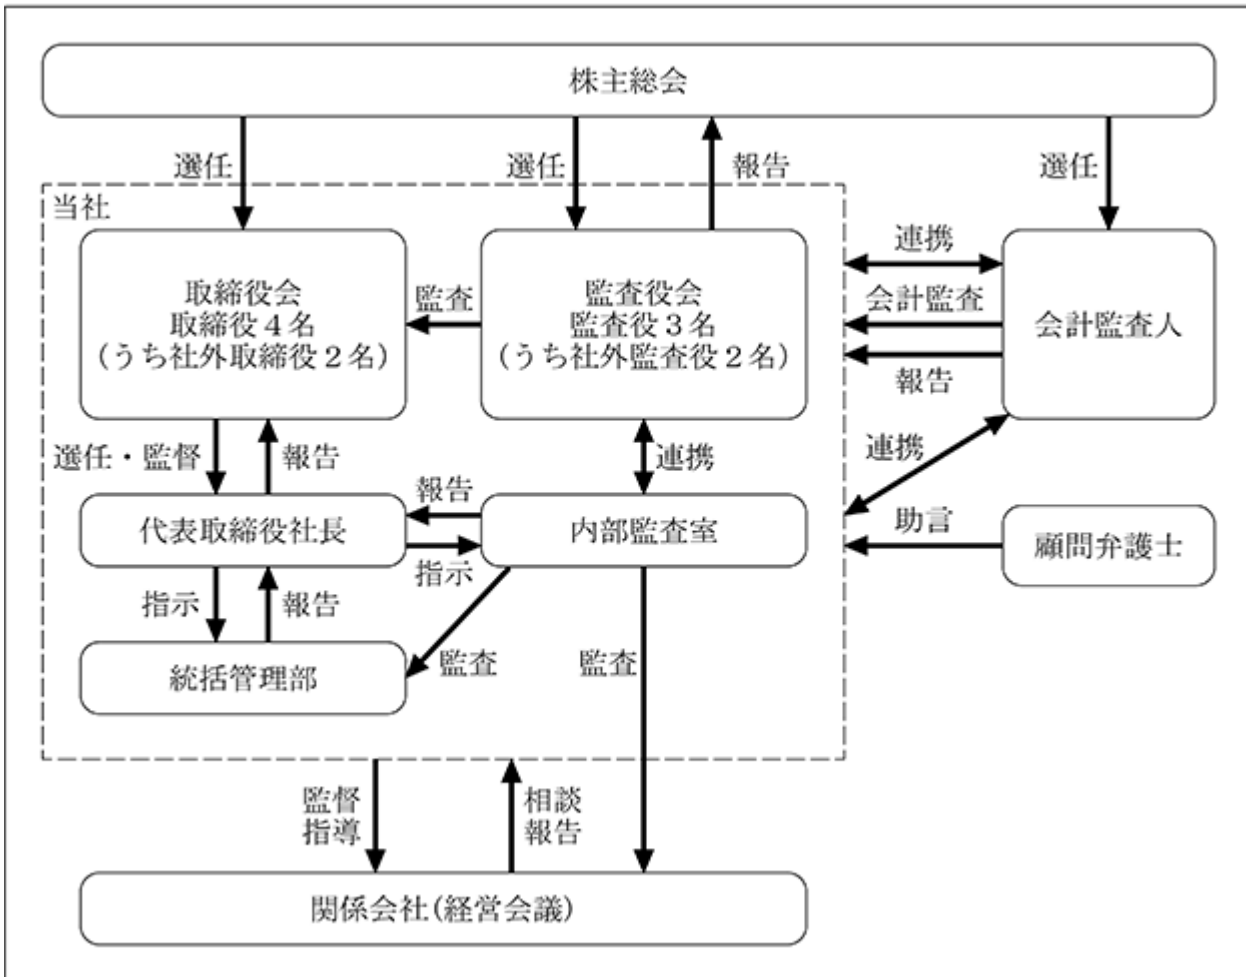 株主総会
選任
選任
報告
選任
当社
取締役会
取締役４名
(うち社外取締役２名)
監査
監査役会
監査役３名
(うち社外監査役２名)
連携
会計監査
報告
会計監査人
選任・監督
報告
連携
連携
代表取締役社長
報告
指示
内部監査室
助言
顧問弁護士
指示
報告
監査
監査
統括管理部
監督
指導
相談
報告
関係会社(経営会議)